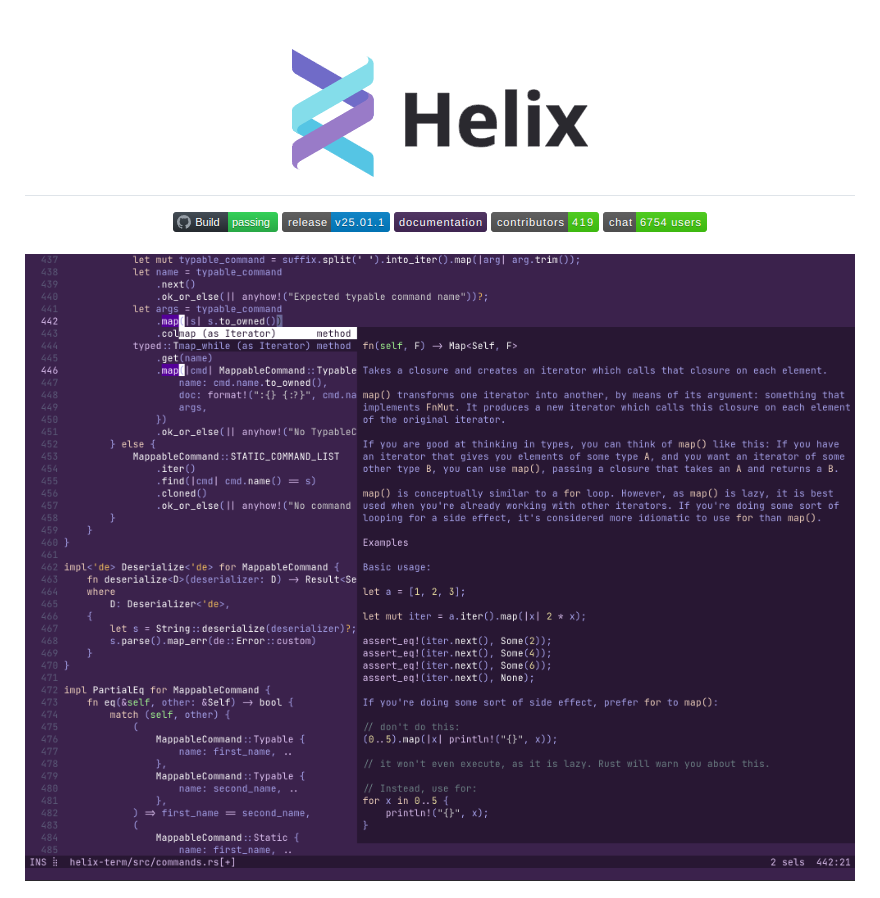 Helix
Build passing release v25.01.1 documentation contributors 419 chat 6754 users
437 let mut typable_command = suffix.split(' ').into_iter().map(|arg| arg.trim());
438 let name = typable_command
439 .next()
440 .ok_or_else(|| anyhow!("Expected typable command name"))?;
441 let args = typable_command
442 .map(|s| s.to_owned())
443 .colmap (as Iterator) method
444 typed::Tmap_while (as Iterator) method
445 .get(name)
446 .map(|cmd| MappableCommand::Typable
447 name: cmd.name.to_owned(),
448 doc: format!(":{} {:?}", cmd.na
449 args,
450 })
451 .ok_or_else(|| anyhow!("No TypableC
452 } else {
453 MappableCommand::STATIC_COMMAND_LIST
454 .iter()
455 .find(|cmd| cmd.name() == s)
456 .cloned()
457 .ok_or_else(|| anyhow!("No command
458 }
459 }
460 }
461
462 impl<'de> Deserialize<'de> for MappableCommand {
463 fn deserialize<D>(deserializer: D) -> Result<Se
464 where
465 D: Deserializer<'de>,
466 {
467 let s = String::deserialize(deserializer)?;
468 s.parse().map_err(de::Error::custom)
469 }
470 }
471
472 impl PartialEq for MappableCommand {
473 fn eq(&self, other: &Self) -> bool {
474 match (self, other) {
475 (
476 MappableCommand::Typable {
477 name: first_name, ..
478 },
479 MappableCommand::Typable {
480 name: second_name, ..
481 },
482 ) => first_name == second_name,
483 (
484 MappableCommand::Static {
485 name: first_name, ..
fn(self, F) -> Map<Self, F>
Takes a closure and creates an iterator which calls that closure on each element.
map() transforms one iterator into another, by means of its argument: something that
implements FnMut. It produces a new iterator which calls this closure on each element
of the original iterator.
If you are good at thinking in types, you can think of map() like this: If you have
an iterator that gives you elements of some type A, and you want an iterator of some
other type B, you can use map(), passing a closure that takes an A and returns a B.
map() is conceptually similar to a for loop. However, as map() is lazy, it is best
used when you're already working with other iterators. If you're doing some sort of
looping for a side effect, it's considered more idiomatic to use for than map().
Examples
Basic usage:
let a = [1, 2, 3];
let mut iter = a.iter().map(|x| 2 * x);
assert_eq!(iter.next(), Some(2));
assert_eq!(iter.next(), Some(4));
assert_eq!(iter.next(), Some(6));
assert_eq!(iter.next(), None);
If you're doing some sort of side effect, prefer for to map():
// don't do this:
(0..5).map(|x| println!("{}", x));
// it won't even execute, as it is lazy. Rust will warn you about this.
// Instead, use for:
for x in 0..5 {
println!("{}", x);
}
INS ⣾ helix-term/src/commands.rs[+] 2 sels 442:21